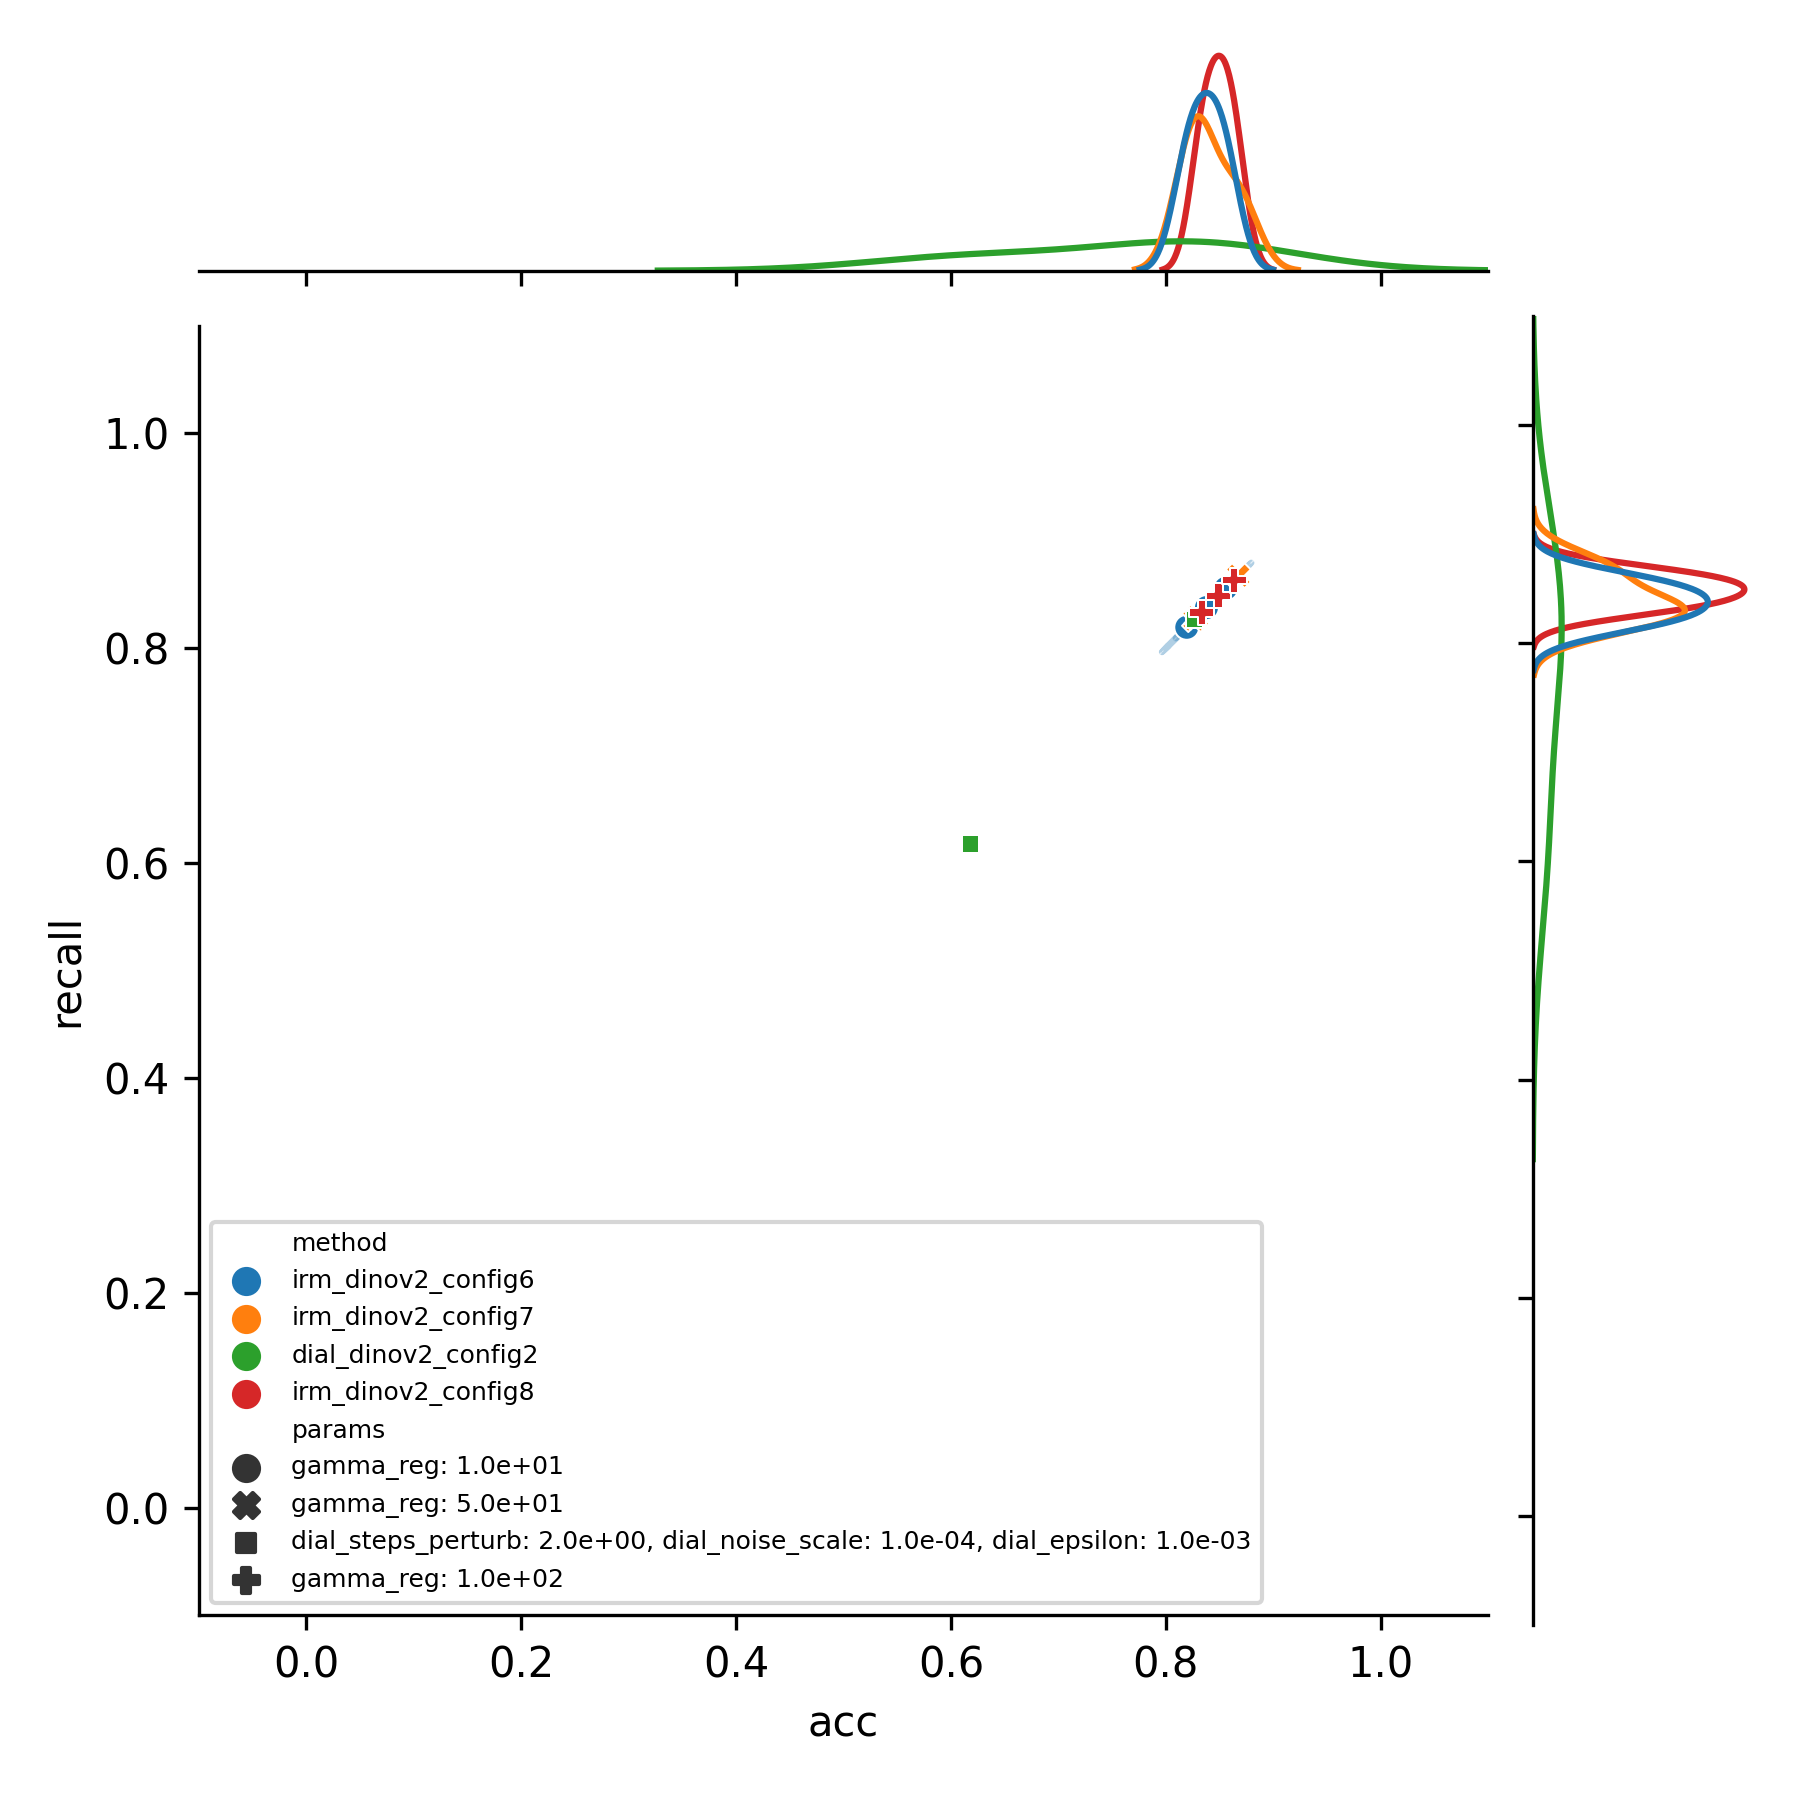 1.0
0.8
0.6
0.4
0.2
0.0
recall
method
irm_dinov2_config6
irm_dinov2_config7
dial_dinov2_config2
irm_dinov2_config8
params
gamma_reg: 1.0e+01
gamma_reg: 5.0e+01
dial_steps_perturb: 2.0e+00, dial_noise_scale: 1.0e-04, dial_epsilon: 1.0e-03
gamma_reg: 1.0e+02
0.0 0.2 0.4 0.6 0.8 1.0
acc